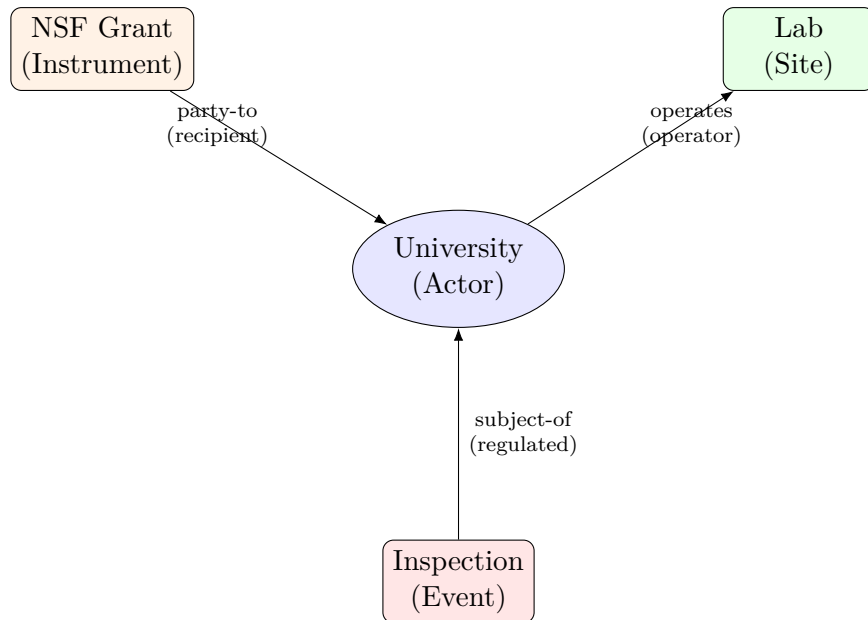 NSF Grant
(Instrument)
Lab
(Site)
party-to
(recipient)
operates
(operator)
University
(Actor)
subject-of
(regulated)
Inspection
(Event)